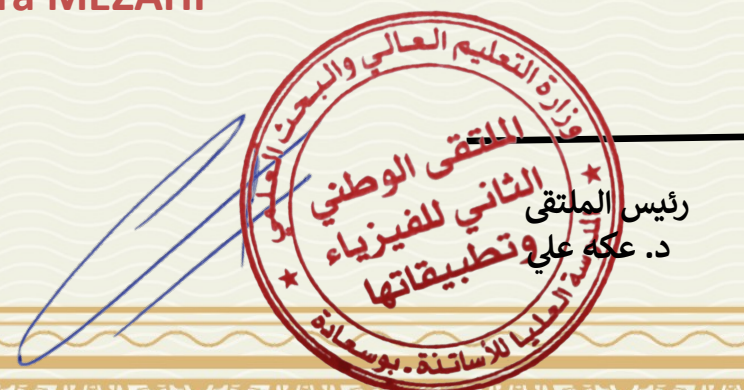 MEZAHI
وزارة التعليم العالي والبحث العلمي
الملتقى الوطني
الثاني للفيزياء
وتطبيقاتها
المدرسة العليا للأساتذة - بوسعادة
رئيس الملتقى
د. عكه علي